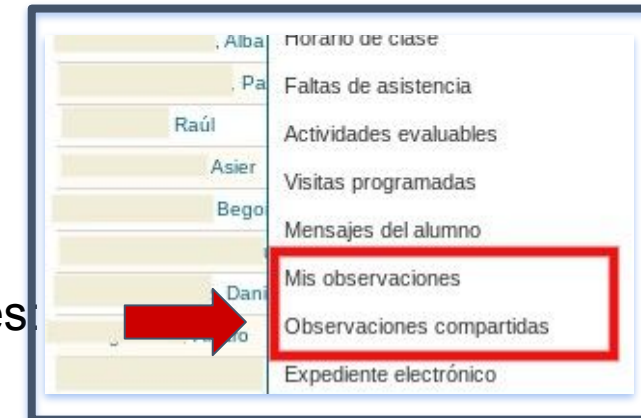 , Alba
Horario de clase
, Pa
Faltas de asistencia
Raúl
Actividades evaluables
Asier
Visitas programadas
Bego
Mensajes del alumno
Mis observaciones
, Dani
es:
Observaciones compartidas
Expediente electrónico